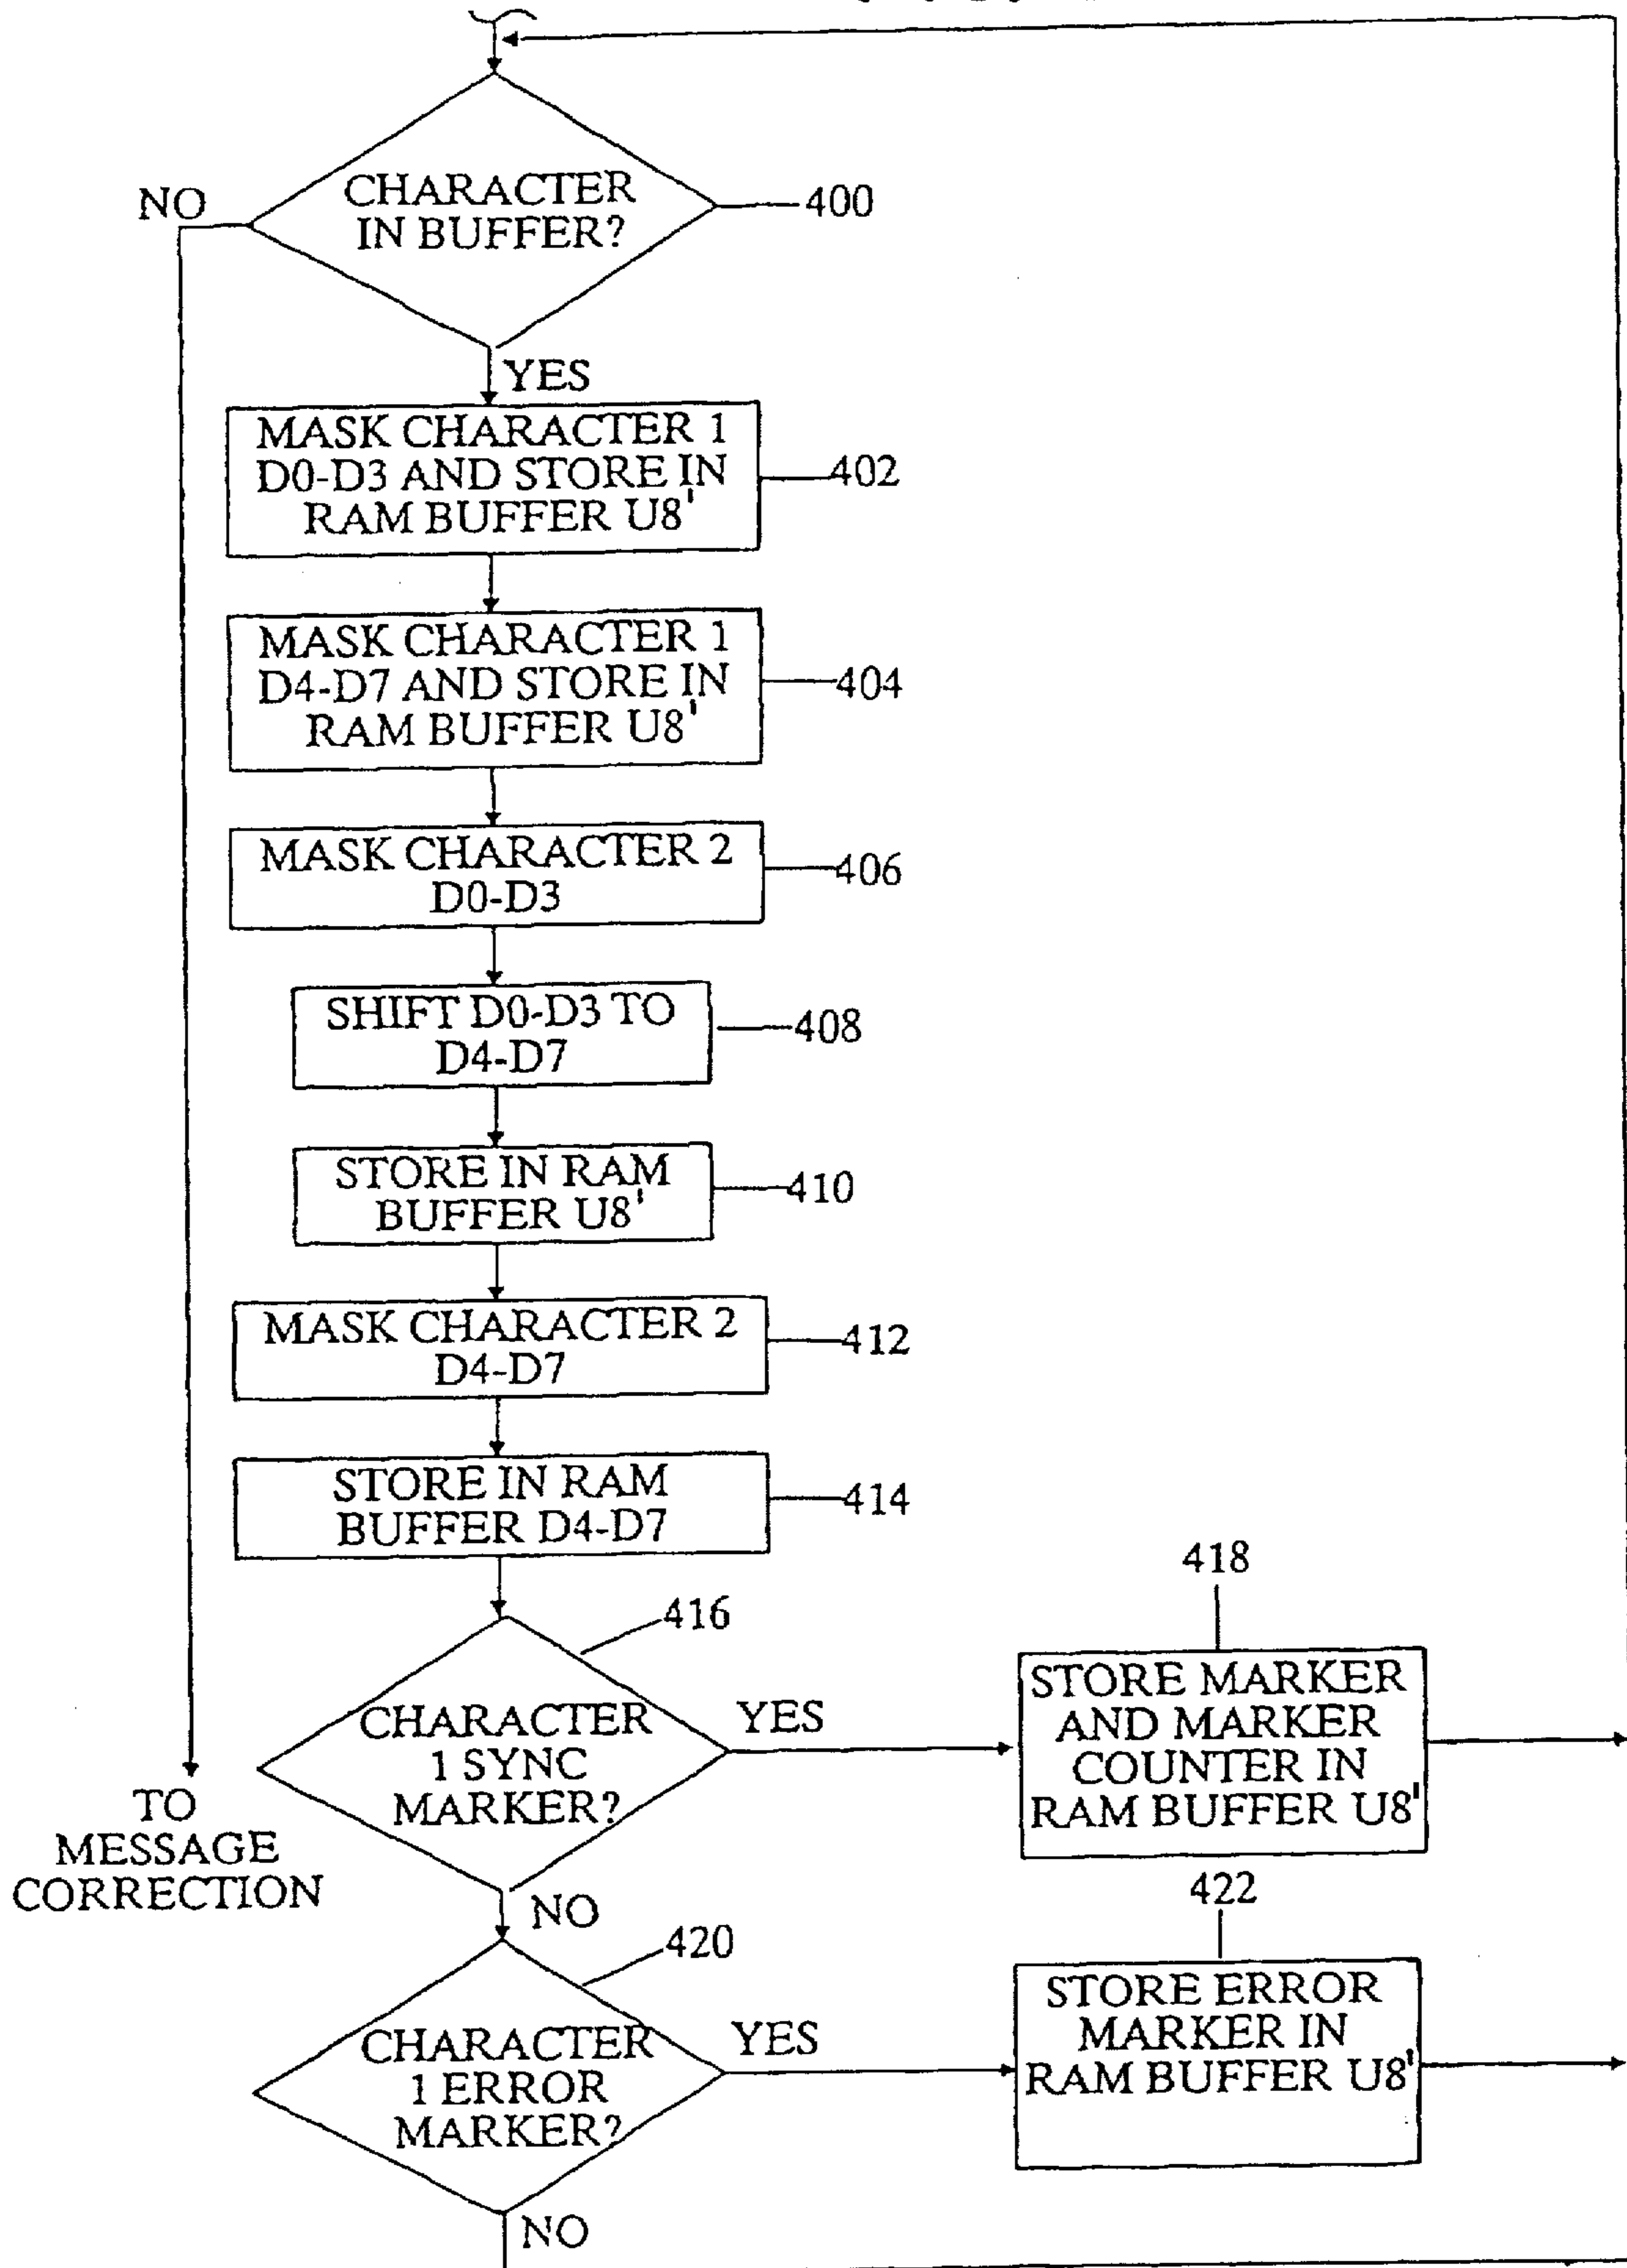 NO
CHARACTER
IN BUFFER?
400
YES
MASK CHARACTER 1
D0-D3 AND STORE IN
RAM BUFFER U8'
402
MASK CHARACTER 1
D4-D7 AND STORE IN
RAM BUFFER U8'
404
MASK CHARACTER 2
D0-D3
406
SHIFT D0-D3 TO
D4-D7
408
STORE IN RAM
BUFFER U8'
410
MASK CHARACTER 2
D4-D7
412
STORE IN RAM
BUFFER D4-D7
414
416
CHARACTER
1 SYNC
MARKER?
YES
418
STORE MARKER
AND MARKER
COUNTER IN
RAM BUFFER U8'
TO
MESSAGE
CORRECTION
NO
420
CHARACTER
1 ERROR
MARKER?
YES
422
STORE ERROR
MARKER IN
RAM BUFFER U8'
NO